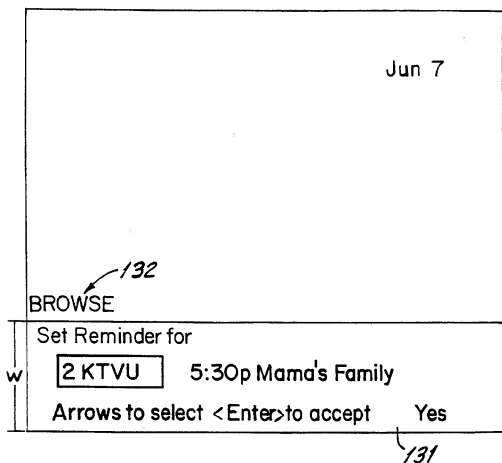 Jun 7
132
BROWSE
Set Reminder for
W
2 KTVU 5:30p Mama's Family
Arrows to select <Enter>to accept Yes
131